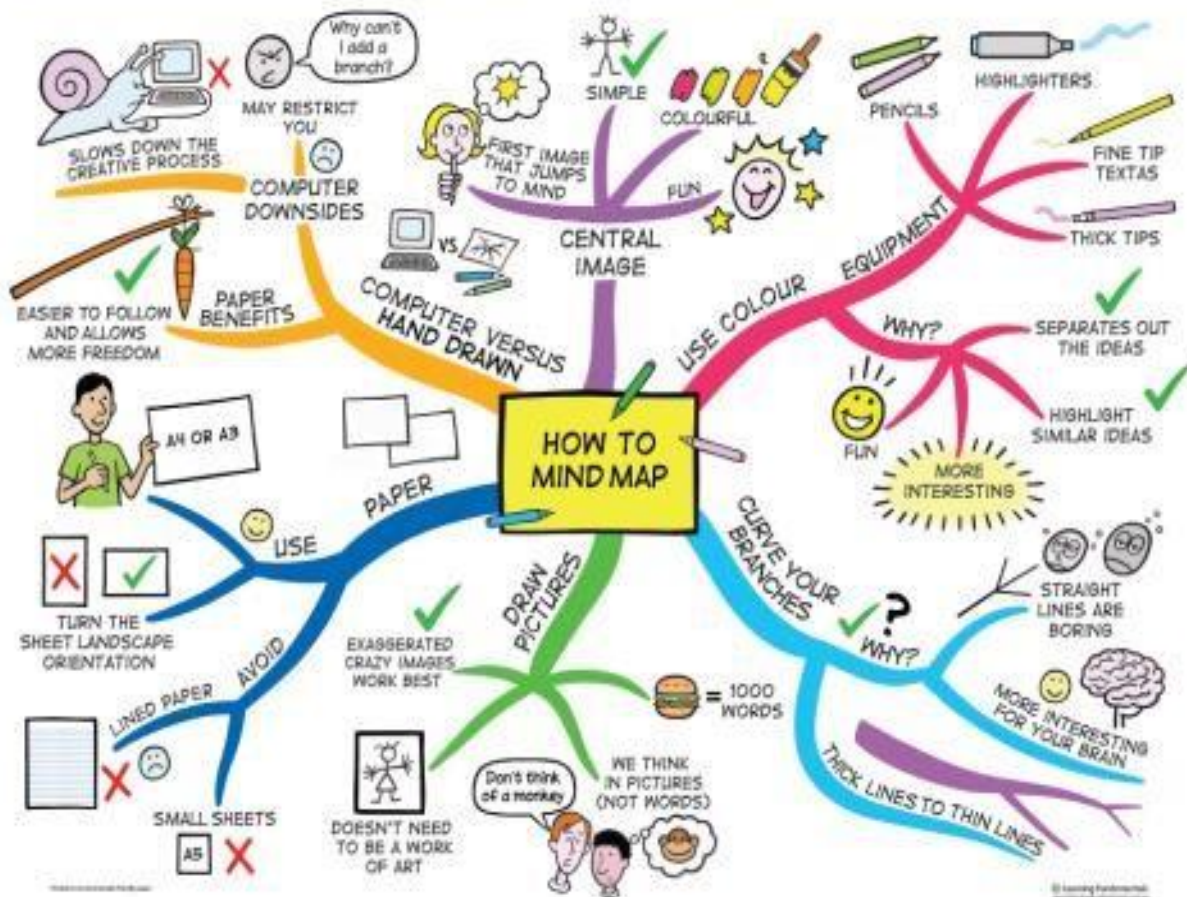 HOW TO
MIND MAP
CENTRAL
IMAGE
FIRST IMAGE
THAT JUMPS
TO MIND
SIMPLE
COLOURFUL
FUN
USE COLOUR
EQUIPMENT
PENCILS
HIGHLIGHTERS
FINE TIP
TEXTAS
THICK TIPS
WHY?
SEPARATES OUT
THE IDEAS
HIGHLIGHT
SIMILAR IDEAS
MORE
INTERESTING
FUN
CURVE YOUR
BRANCHES
?
WHY?
STRAIGHT
LINES ARE
BORING
MORE INTERESTING
FOR YOUR
BRAIN
THICK LINES TO THIN LINES
DRAW
PICTURES
= 1000
WORDS
WE THINK
IN PICTURES
(NOT WORDS)
Don't think
of a monkey
DOESN'T NEED
TO BE A WORK
OF ART
EXAGGERATED
CRAZY IMAGES
WORK BEST
PAPER
USE
A4 OR A3
TURN THE
SHEET LANDSCAPE
ORIENTATION
AVOID
LINED PAPER
SMALL SHEETS
A5
COMPUTER VERSUS
HAND DRAWN
VS
PAPER
BENEFITS
EASIER TO FOLLOW
AND ALLOWS
MORE FREEDOM
COMPUTER
DOWNSIDES
SLOWS DOWN THE
CREATIVE PROCESS
MAY RESTRICT
YOU
Why can't
I add a
branch?
© Learning Fundamentals